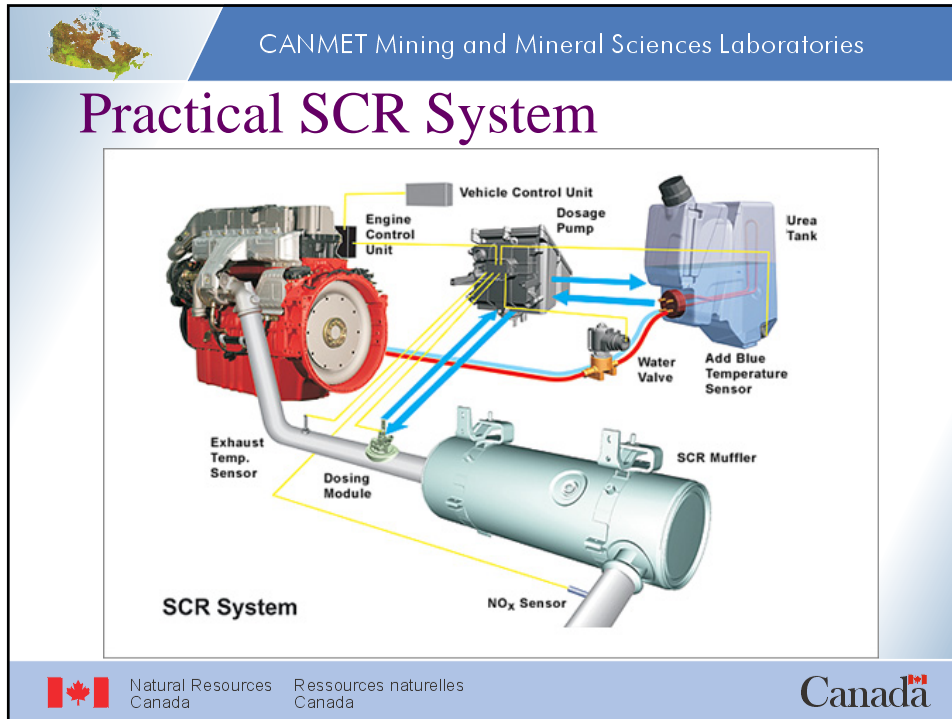 CANMET Mining and Mineral Sciences Laboratories
Practical SCR System
Vehicle Control Unit
Engine
Control
Unit
Dosage
Pump
Urea
Tank
Water
Valve
Add Blue
Temperature
Sensor
Exhaust
Temp.
Sensor
Dosing
Module
SCR Muffler
NOx Sensor
SCR System
Natural Resources
Canada
Ressources naturelles
Canada
Canada